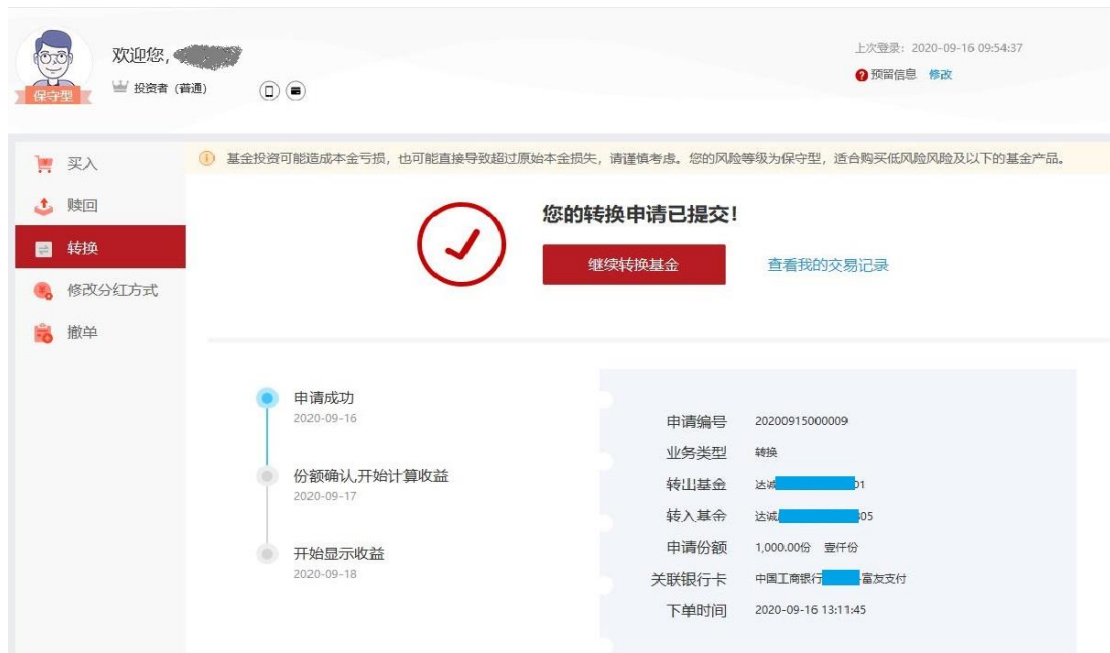 欢迎您,
上次登录: 2020-09-16 09:54:37
预留信息 修改
保守型
投资者 (普通)
买入
赎回
转换
修改分红方式
撤单
基金投资可能造成本金亏损,也可能直接导致超过原始本金损失,请谨慎考虑。您的风险等级为保守型,适合购买低风险风险及以下的基金产品。
您的转换申请已提交!
继续转换基金
查看我的交易记录
申请成功
2020-09-16
份额确认,开始计算收益
2020-09-17
开始显示收益
2020-09-18
申请编号 20200915000009
业务类型 转换
转出基金 达诚 01
转入基金 达诚 05
申请份额 1,000.00份 壹仟份
关联银行卡 中国工商银行 富友支付
下单时间 2020-09-16 13:11:45